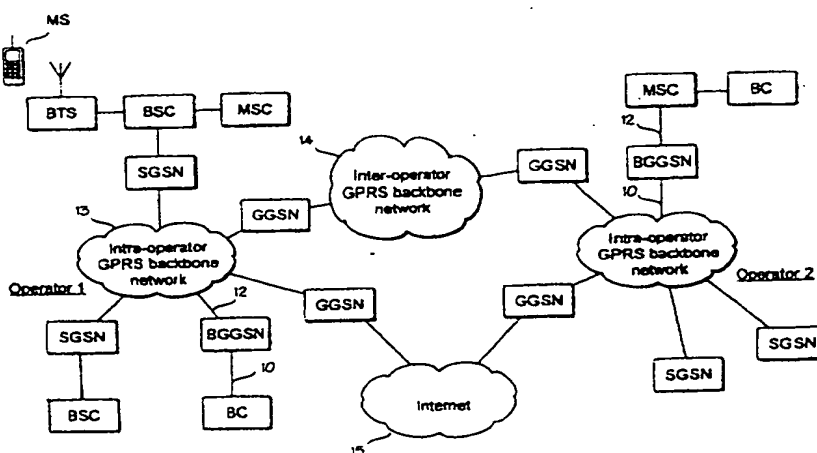 MS
BTS
BSC
MSC
MSC
BC
12
14
BGGSN
SGSN
Inter-operator
GPRS backbone
network
GGSN
10
13
GGSN
Intra-operator
GPRS backbone
network
Intra-operator
GPRS backbone
network
Operator 1
Operator 2
12
GGSN
GGSN
SGSN
BGGSN
SGSN
SGSN
10
BSC
BC
Internet
15